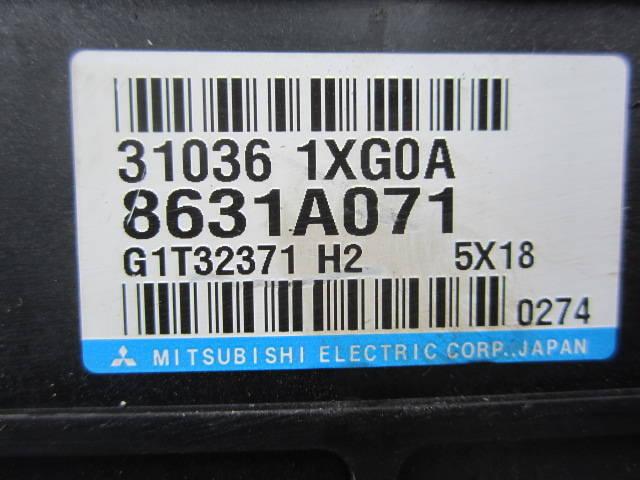 31036 1XG0A
8631A071
G1T32371 H2 5X18
0274
MITSUBISHI ELECTRIC CORP., JAPAN